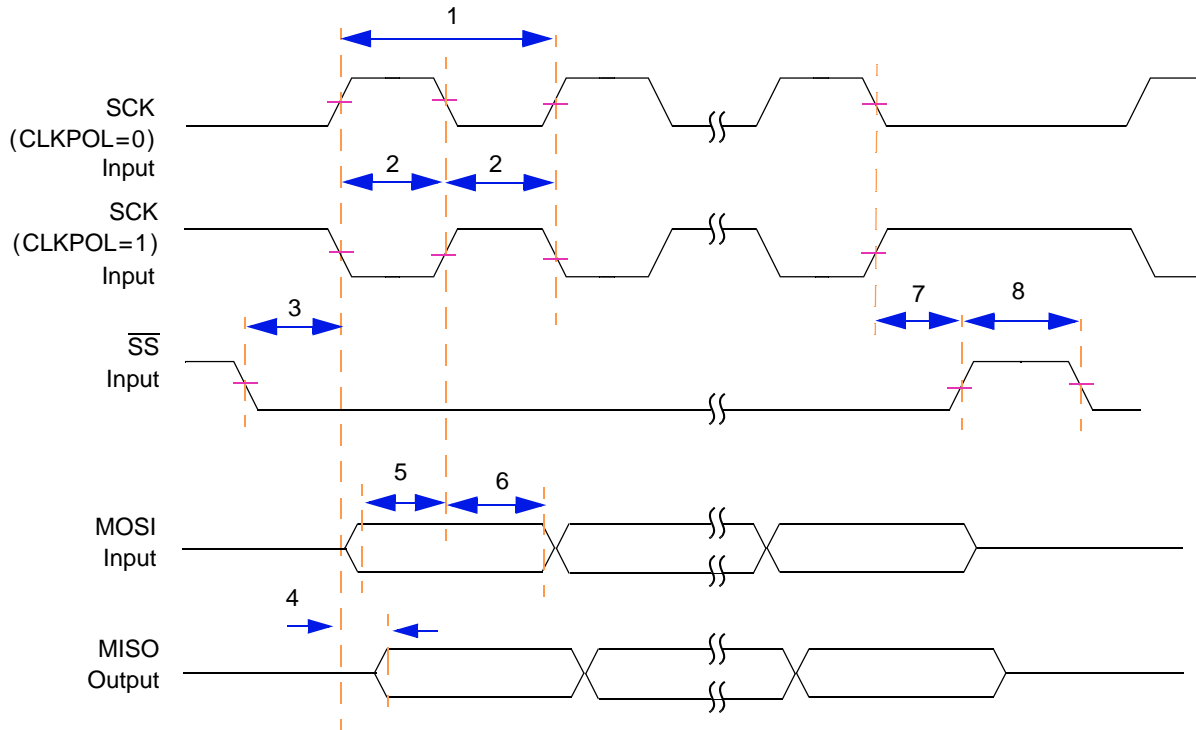 1
SCK
(CLKPOL=0)
Input
2 2
SCK
(CLKPOL=1)
Input
3
7 8
SS
Input
5 6
MOSI
Input
4
MISO
Output